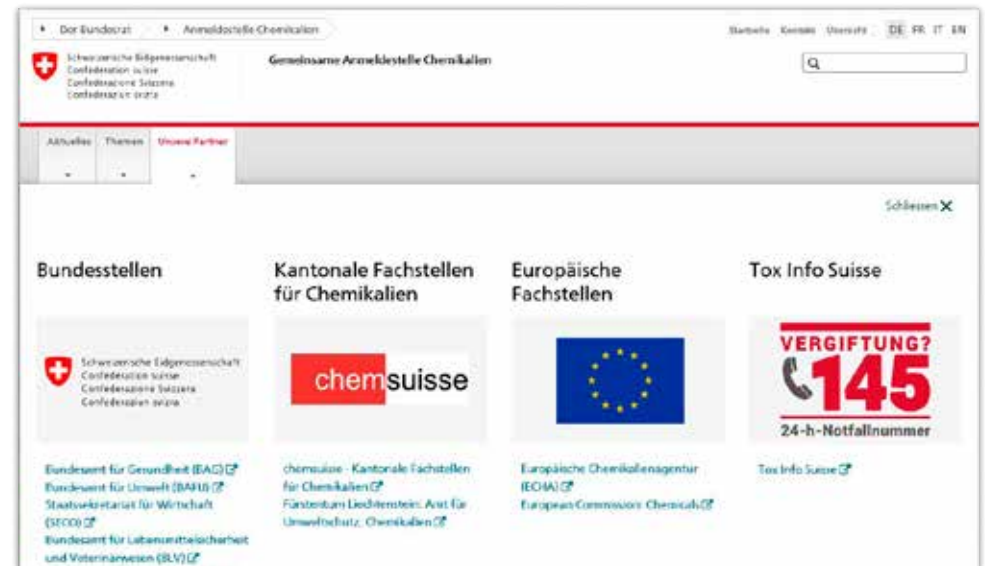 Der Bundesrat
Anmeldestelle Chemikalien
Startseite Kontakt Übersicht DE FR IT EN
Schweizerische Eidgenossenschaft
Confédération suisse
Confederazione Svizzera
Confederaziun svizra
Gemeinsame Anmeldestelle Chemikalien
Aktuelles Themen Unsere Partner
Schliessen
Bundesstellen
Schweizerische Eidgenossenschaft
Confédération suisse
Confederazione Svizzera
Confederaziun svizra
Bundesamt für Gesundheit (BAG)
Bundesamt für Umwelt (BAFU)
Staatssekretariat für Wirtschaft
(SECO)
Bundesamt für Lebensmittelsicherheit
und Veterinärwesen (BLV)
Kantonale Fachstellen
für Chemikalien
chemsuisse
chemsuisse - Kantonale Fachstellen
für Chemikalien
Fürstentum Liechtenstein: Amt für
Umweltschutz, Chemikalien
Europäische
Fachstellen
Europäische Chemikalienagentur
(ECHA)
European Commission: Chemicals
Tox Info Suisse
VERGIFTUNG?
145
24-h-Notfallnummer
Tox Info Suisse